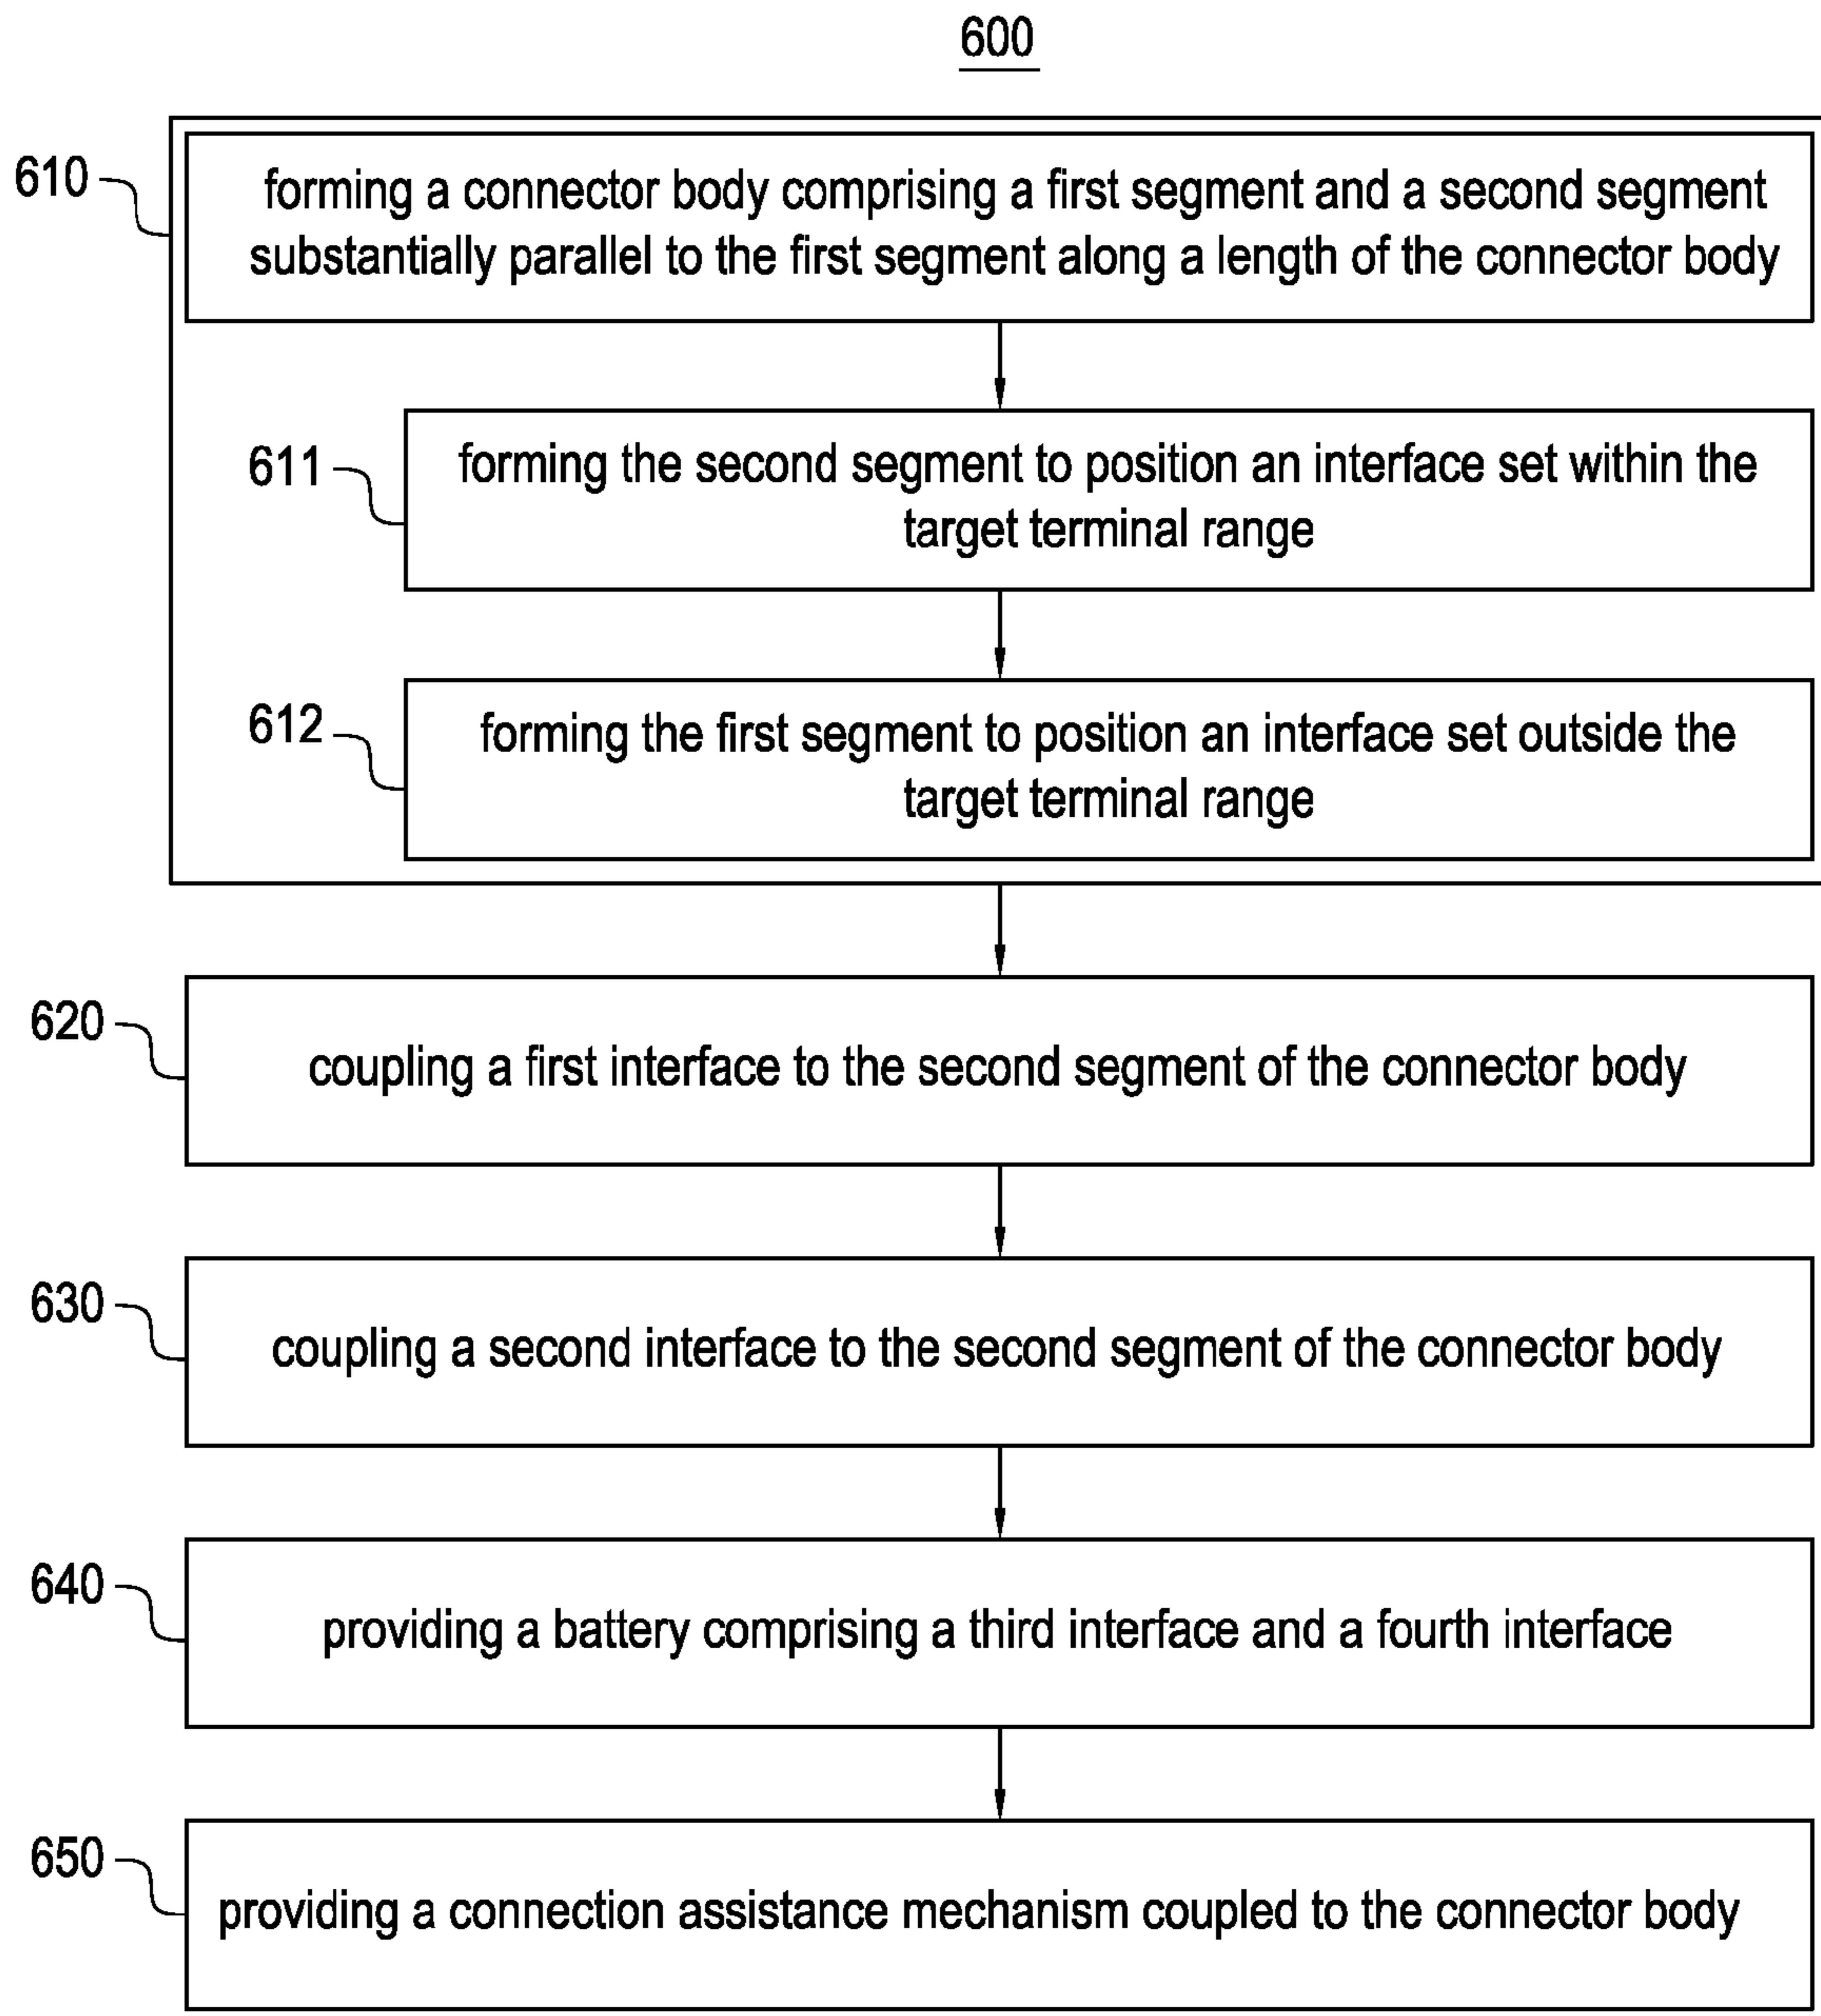 600
610
forming a connector body comprising a first segment and a second segment
substantially parallel to the first segment along a length of the connector body
611
forming the second segment to position an interface set within the
target terminal range
612
forming the first segment to position an interface set outside the
target terminal range
620
coupling a first interface to the second segment of the connector body
630
coupling a second interface to the second segment of the connector body
640
providing a battery comprising a third interface and a fourth interface
650
providing a connection assistance mechanism coupled to the connector body